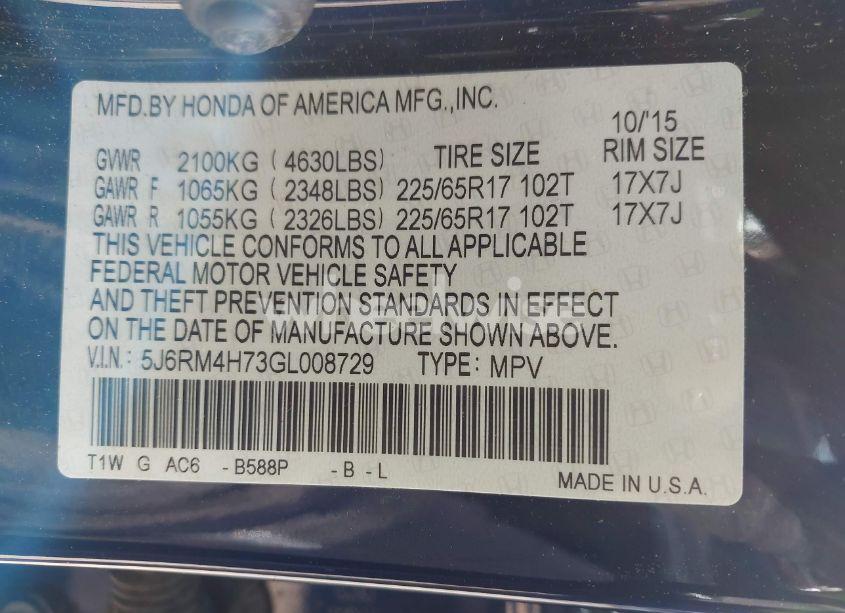 MFD.BY HONDA OF AMERICA MFG.,INC.
10/'15
GVWR 2100KG ( 4630LBS) TIRE SIZE RIM SIZE
GAWR F 1065KG ( 2348LBS) 225/65R17 102T 17X7J
GAWR R 1055KG ( 2326LBS) 225/65R17 102T 17X7J
THIS VEHICLE CONFORMS TO ALL APPLICABLE
FEDERAL MOTOR VEHICLE SAFETY
AND THEFT PREVENTION STANDARDS IN EFFECT
ON THE DATE OF MANUFACTURE SHOWN ABOVE.
V.I.N.: 5J6RM4H73GL008729 TYPE: MPV
T1W G AC6 -B588P -B -L
MADE IN U.S.A.